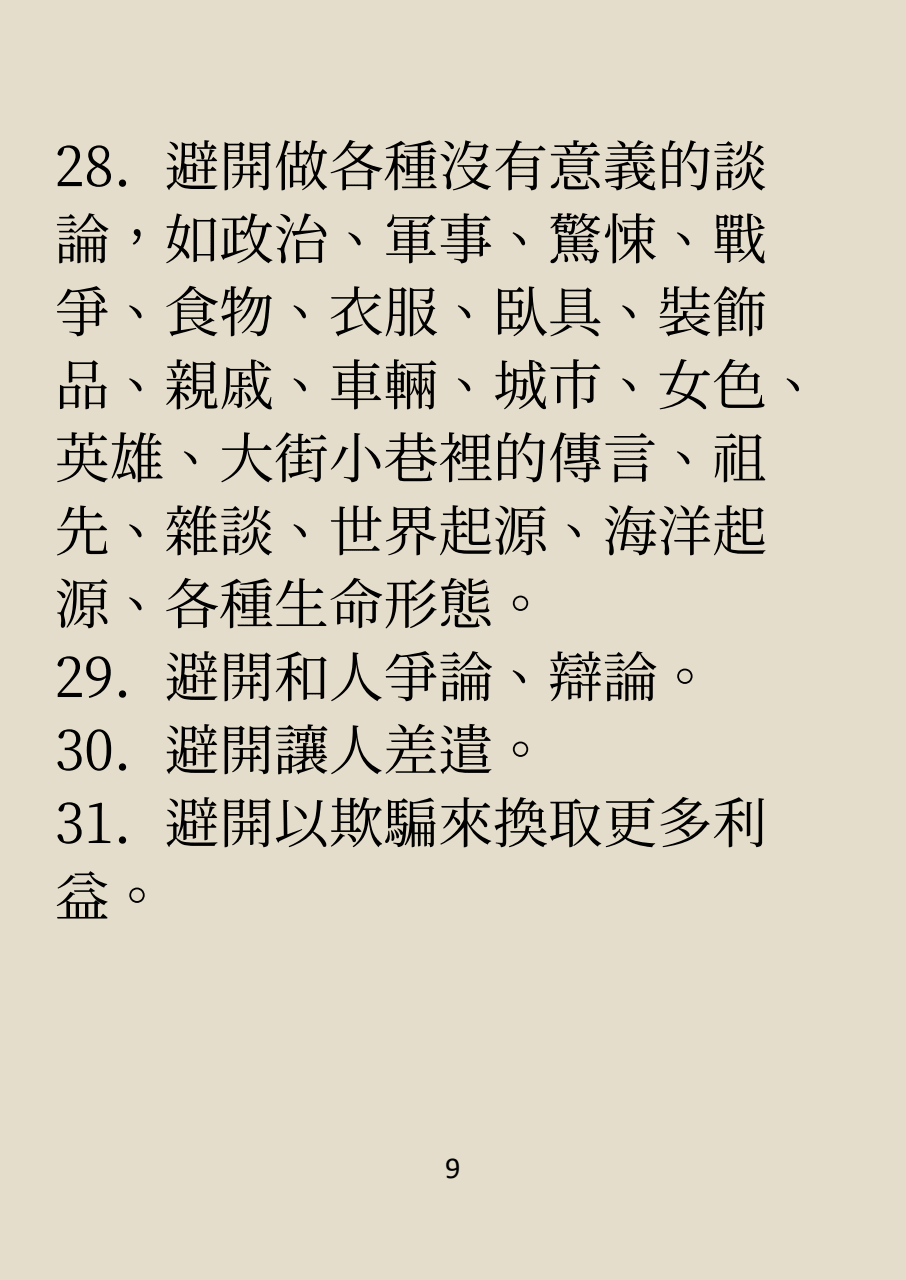 28. 避開做各種沒有意義的談
論，如政治、軍事、驚悚、戰
爭、食物、衣服、臥具、裝飾
品、親戚、車輛、城市、女色、
英雄、大街小巷裡的傳言、祖
先、雜談、世界起源、海洋起
源、各種生命形態。
29. 避開和人爭論、辯論。
30. 避開讓人差遣。
31. 避開以欺騙來換取更多利
益。
9